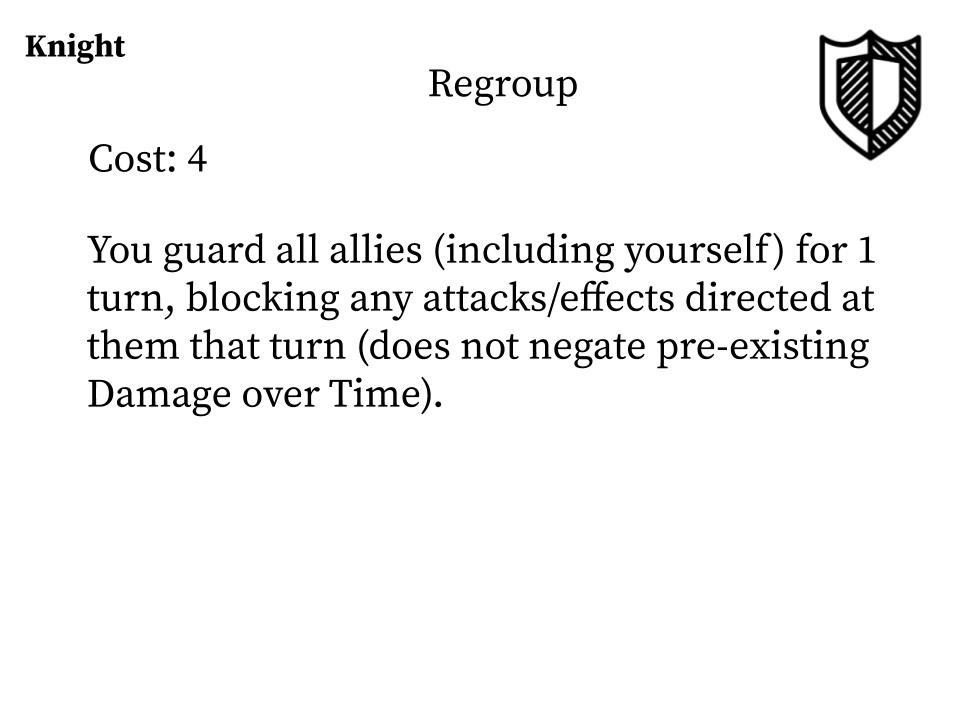 Knight
Regroup
Cost: 4
You guard all allies (including yourself) for 1
turn, blocking any attacks/effects directed at
them that turn (does not negate pre-existing
Damage over Time).